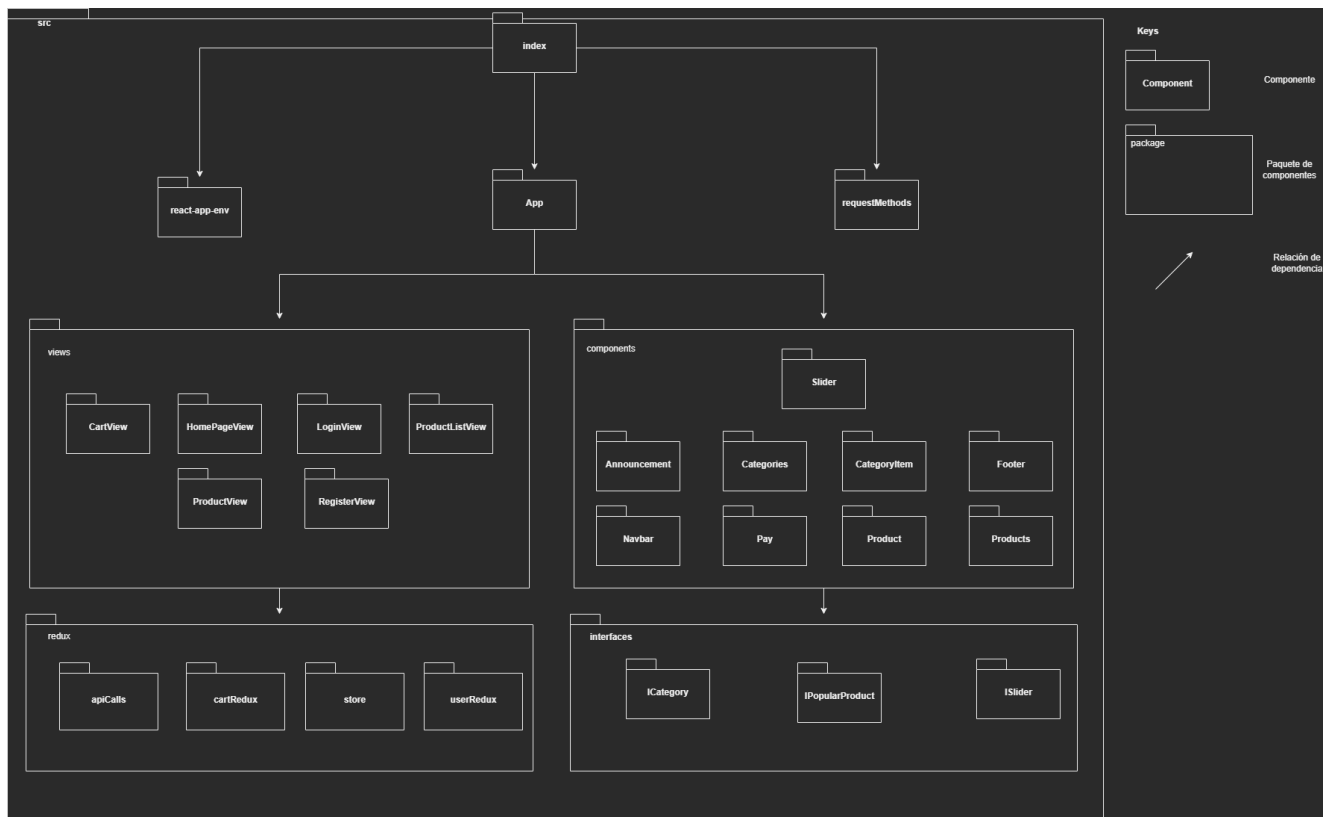 src
index
Keys
Component
Componente
package
Paquete de
componentes
Relación de
dependencia
react-app-env
App
requestMethods
views
CartView
HomePageView
LoginView
ProductListView
ProductView
RegisterView
components
Slider
Announcement
Categories
CategoryItem
Footer
Navbar
Pay
Product
Products
redux
apiCalls
cartRedux
store
userRedux
interfaces
ICategory
IPopularProduct
ISlider